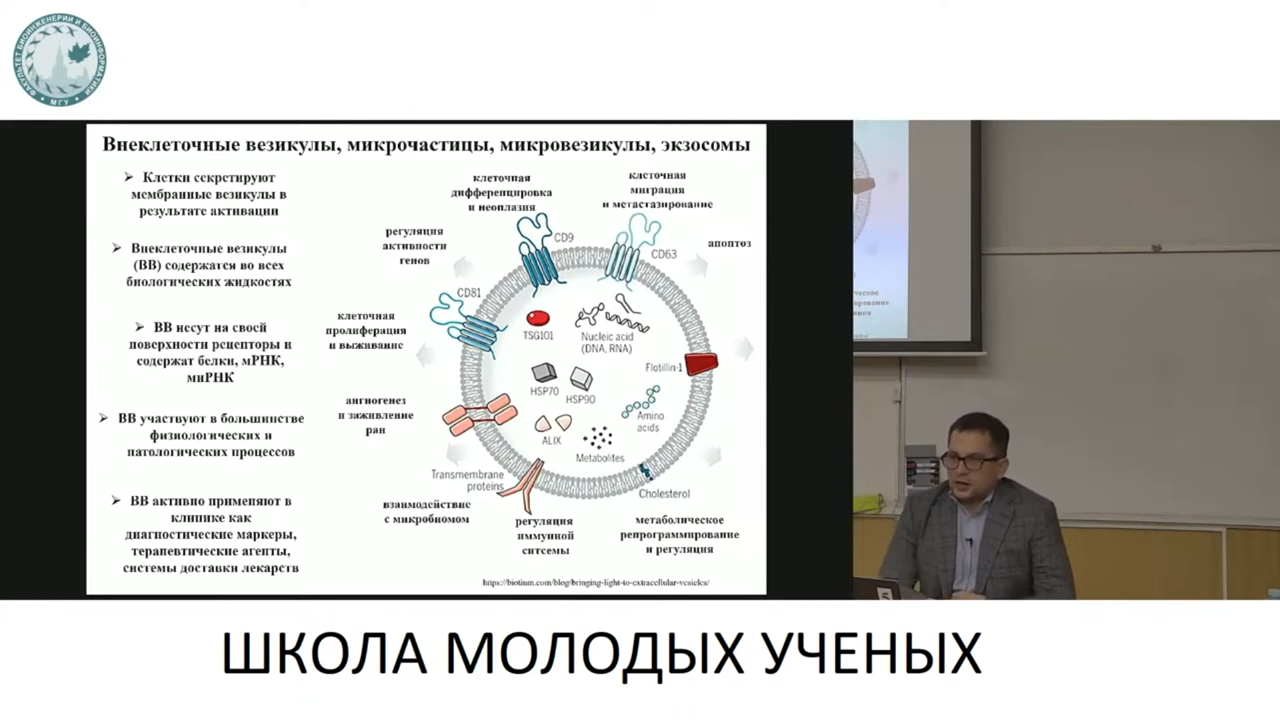 ФАКУЛЬТЕТ БИОИНЖЕНЕРИИ И БИОИНФОРМАТИКИ
МГУ
Внеклеточные везикулы, микрочастицы, микровезикулы, экзосомы
➢ Клетки секретируют
мембранные везикулы в
результате активации
➢ Внеклеточные везикулы
(ВВ) содержатся во всех
биологических жидкостях
➢ ВВ несут на своей
поверхности рецепторы и
содержат белки, мРНК,
миРНК
➢ ВВ участвуют в большинстве
физиологических и
патологических процессов
➢ ВВ активно применяют в
клинике как
диагностические маркеры,
терапевтические агенты,
системы доставки лекарств
клеточная
дифференцировка
и неоплазия
клеточная
миграция
и метастазирование
регуляция
активности
генов
апоптоз
CD9
CD63
CD81
клеточная
пролиферация
и выживание
TSG101
Nucleic acid
(DNA, RNA)
Flotillin-1
HSP70
HSP90
ангиогенез
и заживление
ран
Amino
acids
ALIX
Metabolites
Transmembrane
proteins
Cholesterol
взаимодействие
с микробиомом
регуляция
иммунной
ситсемы
метаболическое
репрограммирование
и регуляция
https://biotium.com/blog/bringing-light-to-extracellular-vesicles/
ШКОЛА МОЛОДЫХ УЧЕНЫХ